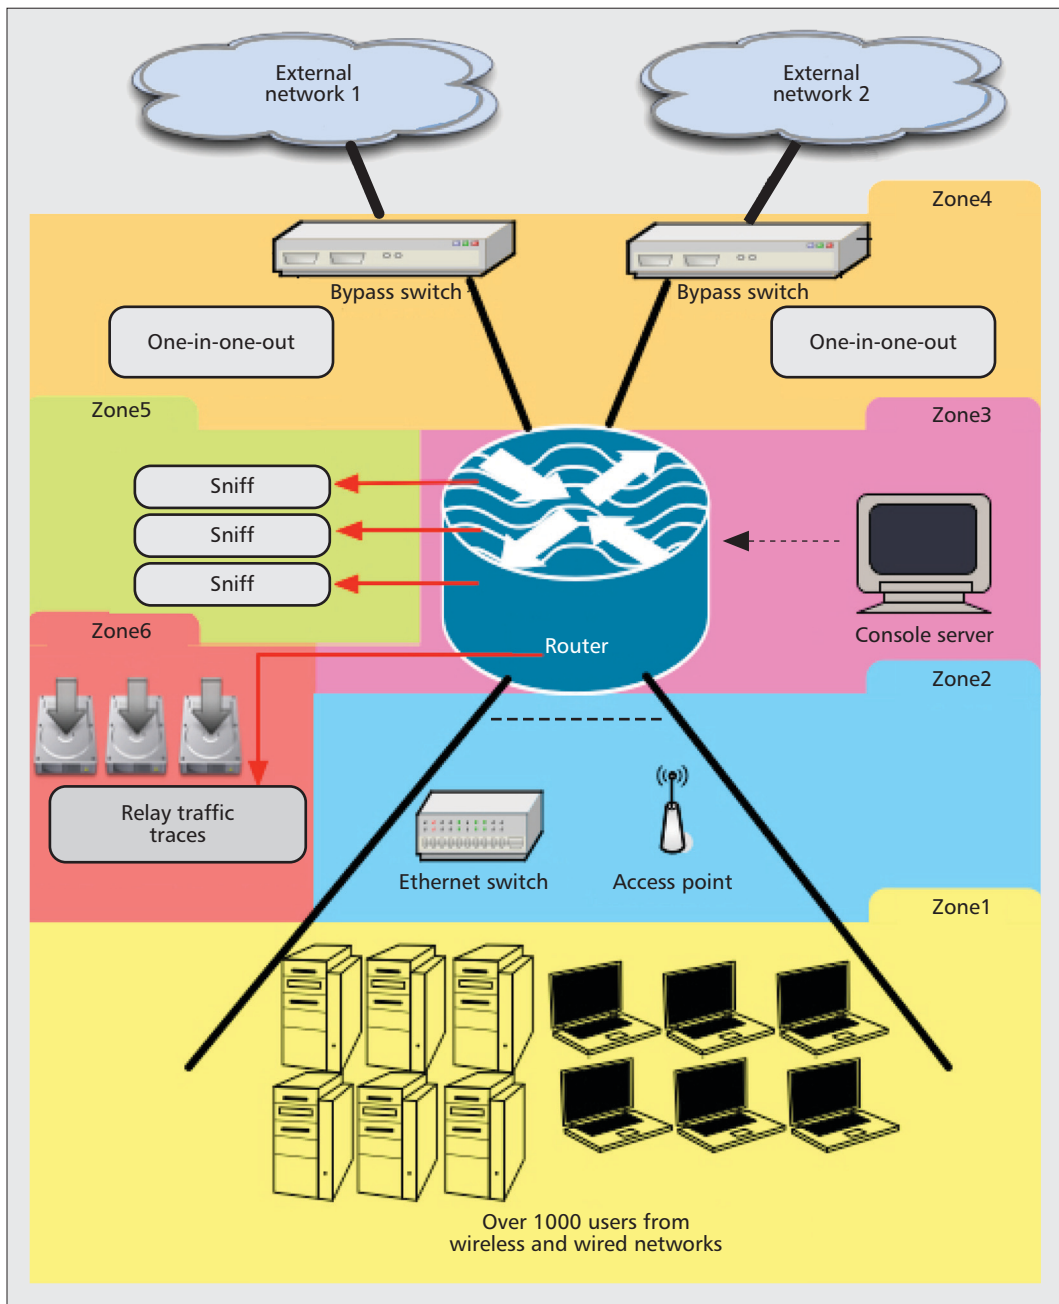 External
network 1
External
network 2
Zone4
Bypass switch
Bypass switch
One-in-one-out
One-in-one-out
Zone5
Zone3
Sniff
Sniff
Sniff
Zone6
Router
Console server
Zone2
Relay traffic
traces
Ethernet switch
Access point
Zone1
Over 1000 users from
wireless and wired networks